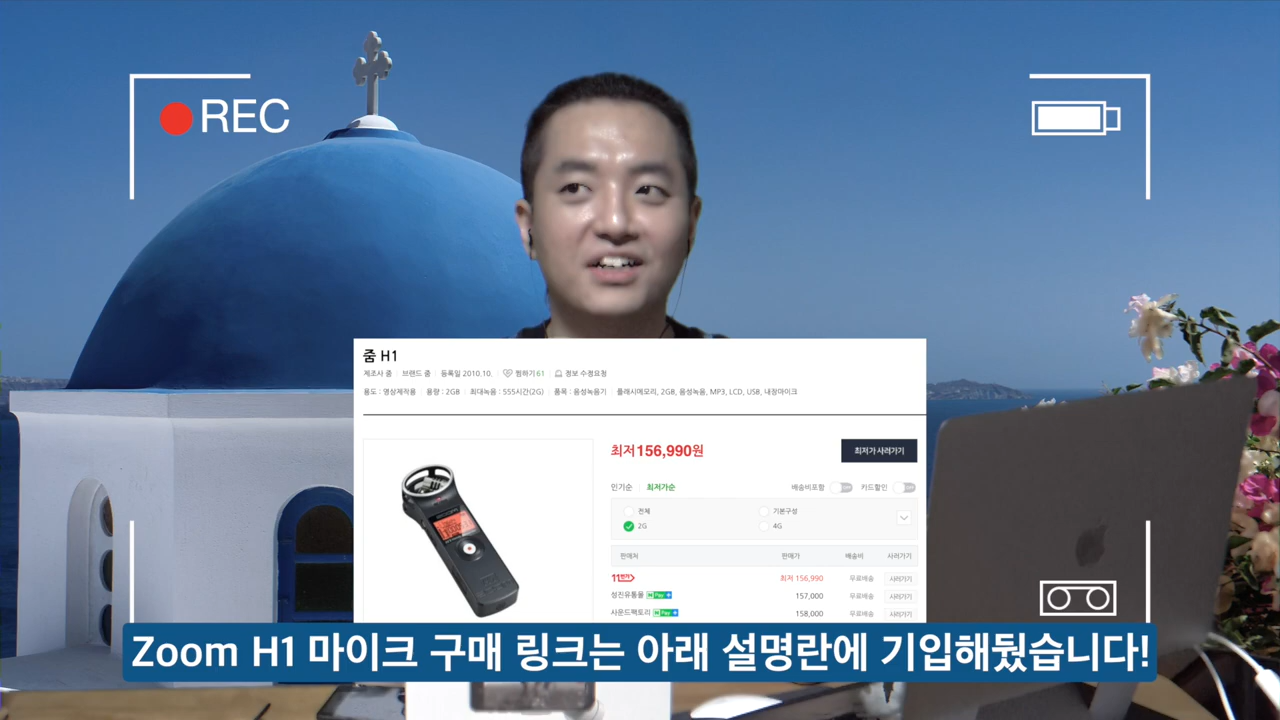 REC
줌 H1
제조사 줌 브랜드 줌 등록일 2010.10. 찜하기 61 정보 수정요청
용도 : 영상제작용 용량 : 2GB 최대녹음 : 555시간(2G) 품목 : 음성녹음기 플래시메모리, 2GB, 음성녹음, MP3, LCD, USB, 내장마이크
최저 156,990원 최저가 사러가기
인기순 최저가순 배송비포함 OFF 카드할인 OFF
전체 기본구성
2G 4G
판매처 판매가 배송비 사러가기
11번가 최저 156,990 무료배송 사러가기
성진유통몰 N Pay + 157,000 무료배송 사러가기
사운드팩토리 N Pay + 158,000 무료배송 사러가기
Zoom H1 마이크 구매 링크는 아래 설명란에 기입해뒀습니다!